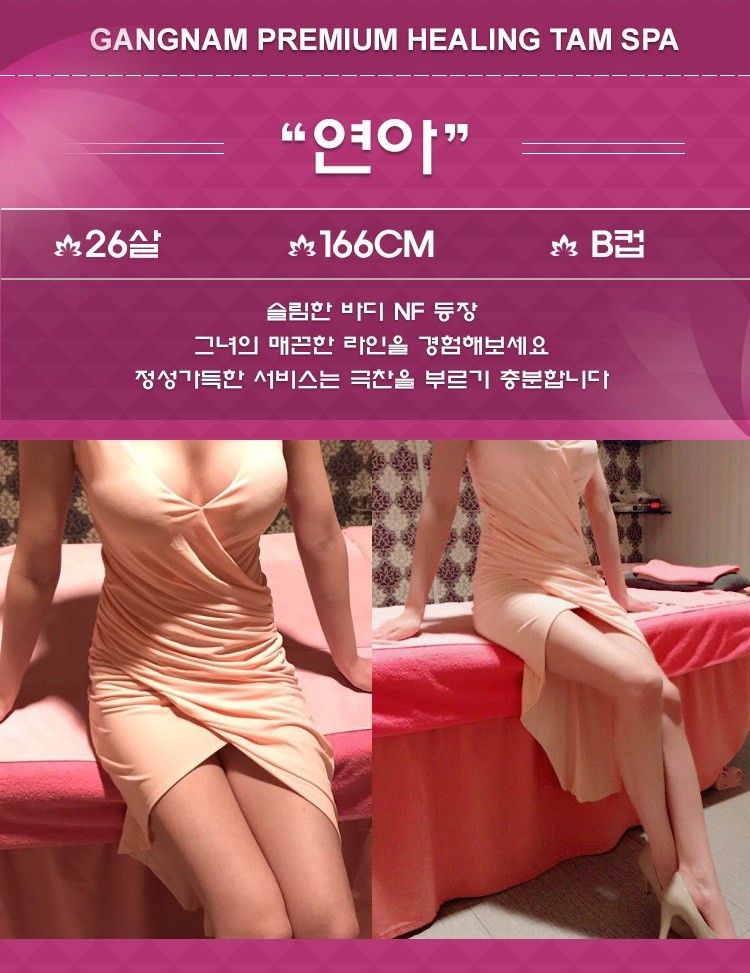 GANGNAM PREMIUM HEALING TAM SPA
“연아”
26살 166CM B컵
슬림한 바디 NF 등장
그녀의 매끈한 라인을 경험해보세요
정성가득한 서비스는 극찬을 부르기 충분합니다